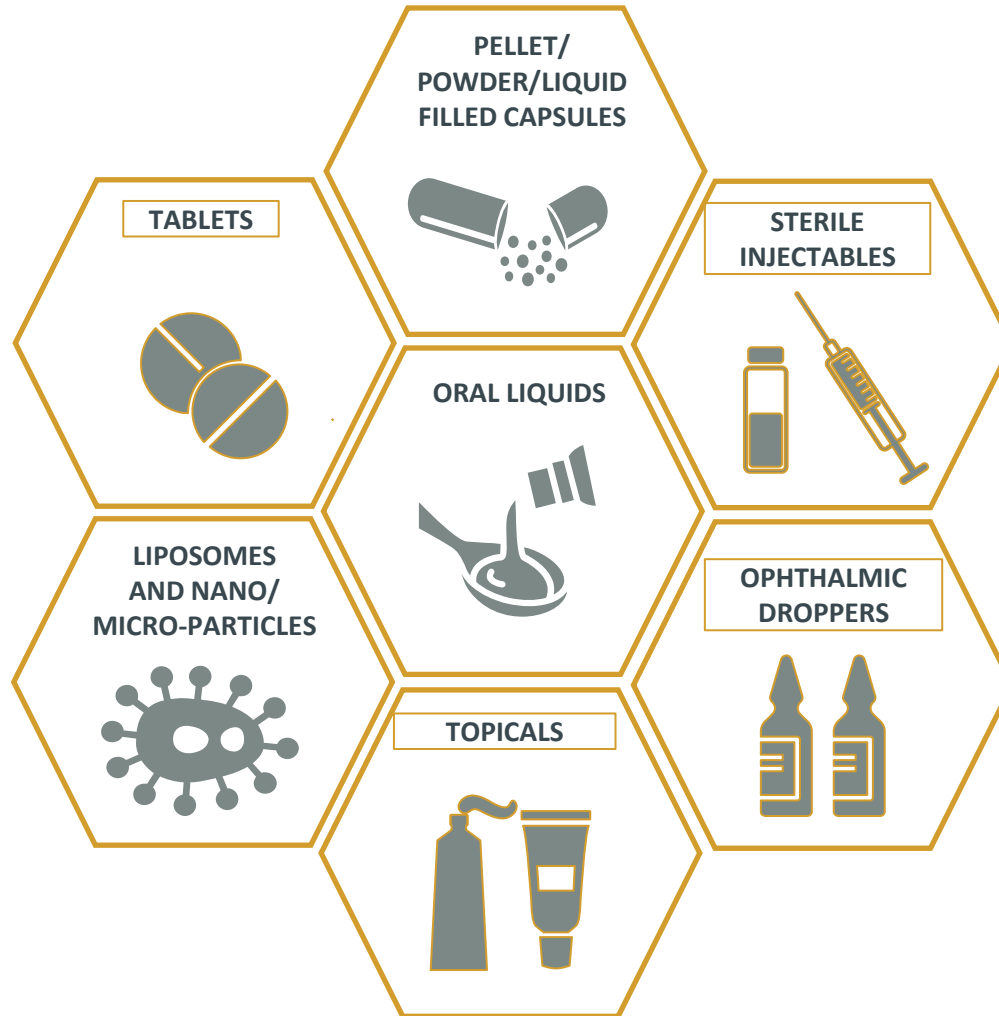 PELLET/
POWDER/LIQUID
FILLED CAPSULES
TABLETS
STERILE
INJECTABLES
ORAL LIQUIDS
LIPOSOMES
AND NANO/
MICRO-PARTICLES
OPHTHALMIC
DROPPERS
TOPICALS